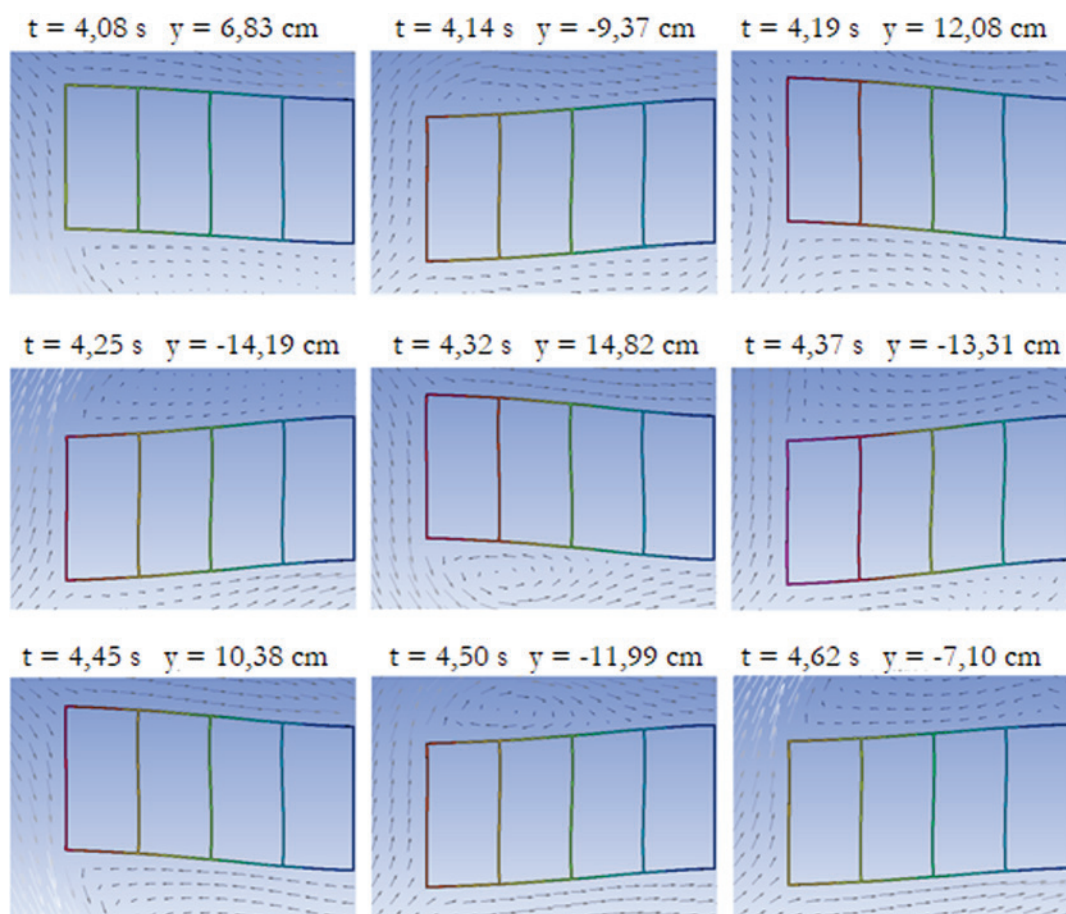 t = 4,08 s y = 6,83 cm
t = 4,14 s y = -9,37 cm
t = 4,19 s y = 12,08 cm
t = 4,25 s y = -14,19 cm
t = 4,32 s y = 14,82 cm
t = 4,37 s y = -13,31 cm
t = 4,45 s y = 10,38 cm
t = 4,50 s y = -11,99 cm
t = 4,62 s y = -7,10 cm